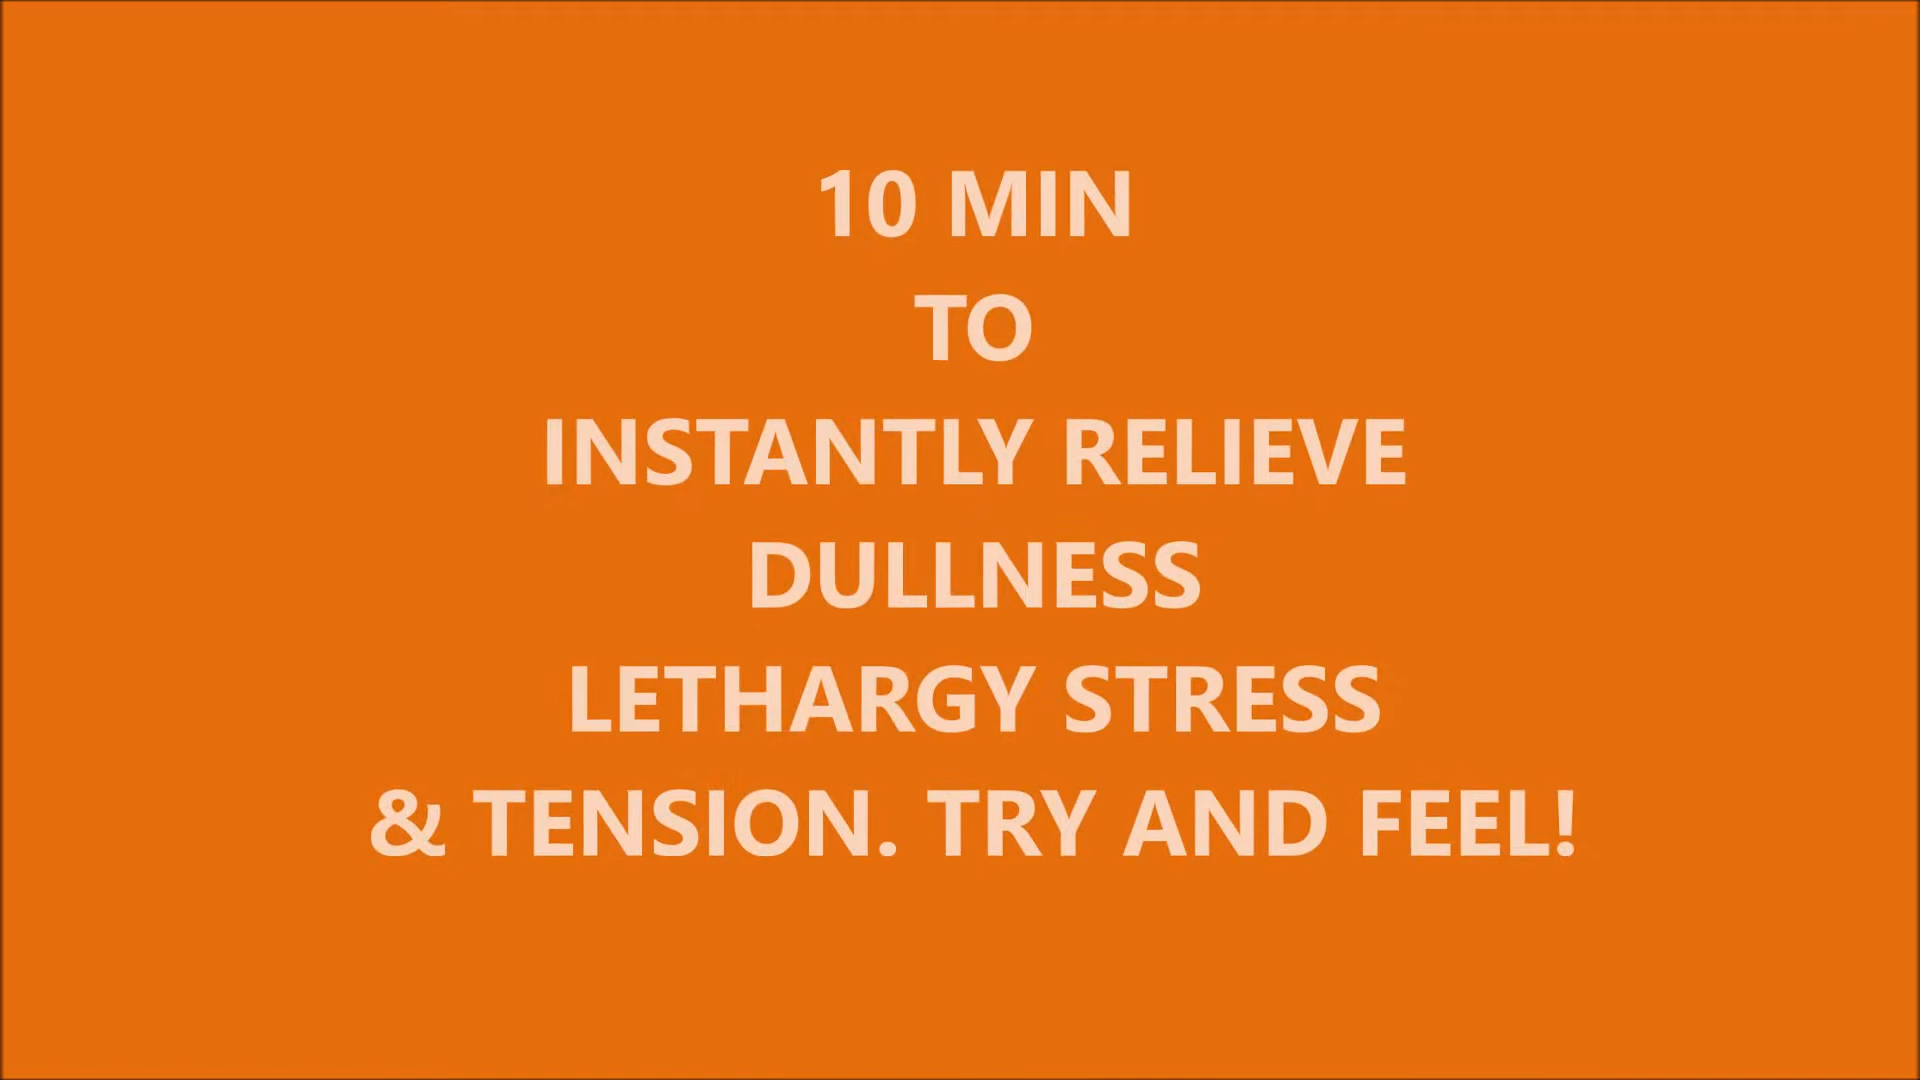 10 MIN
TO
INSTANTLY RELIEVE
DULLNESS
LETHARGY STRESS
& TENSION. TRY AND FEEL!